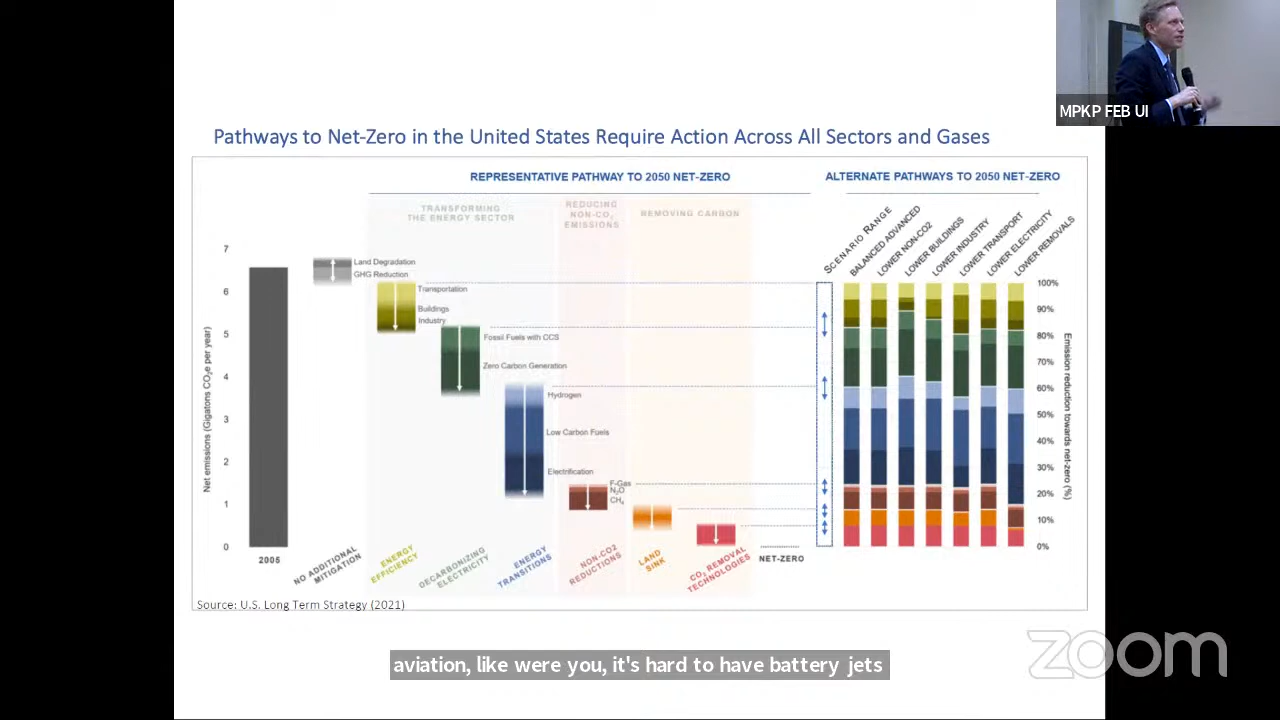 MPKP FEB UI
Pathways to Net-Zero in the United States Require Action Across All Sectors and Gases
REPRESENTATIVE PATHWAY TO 2050 NET-ZERO
ALTERNATE PATHWAYS TO 2050 NET-ZERO
TRANSFORMING
THE ENERGY SECTOR
REDUCING
NON-CO₂
EMISSIONS
REMOVING CARBON
SCENARIO RANGE
BALANCED ADVANCED
LOWER NON-CO2
LOWER BUILDINGS
LOWER INDUSTRY
LOWER TRANSPORT
LOWER ELECTRICITY
LOWER REMOVALS
Net emissions (Gigatons CO₂e per year)
7
6
5
4
3
2
1
0
Land Degradation
GHG Reduction
Transportation
Buildings
Industry
Fossil Fuels with CCS
Zero Carbon Generation
Hydrogen
Low Carbon Fuels
Electrification
F-Gas
N₂O
CH₄
100%
90%
80%
70%
60%
50%
40%
30%
20%
10%
0%
Emission reduction towards net-zero (%)
2005
NO ADDITIONAL
MITIGATION
ENERGY
EFFICIENCY
DECARBONIZING
ELECTRICITY
ENERGY
TRANSITIONS
NON-CO2
REDUCTIONS
LAND
SINK
CO₂ REMOVAL
TECHNOLOGIES
NET-ZERO
Source: U.S. Long Term Strategy (2021)
zoom
aviation, like were you, it's hard to have battery jets